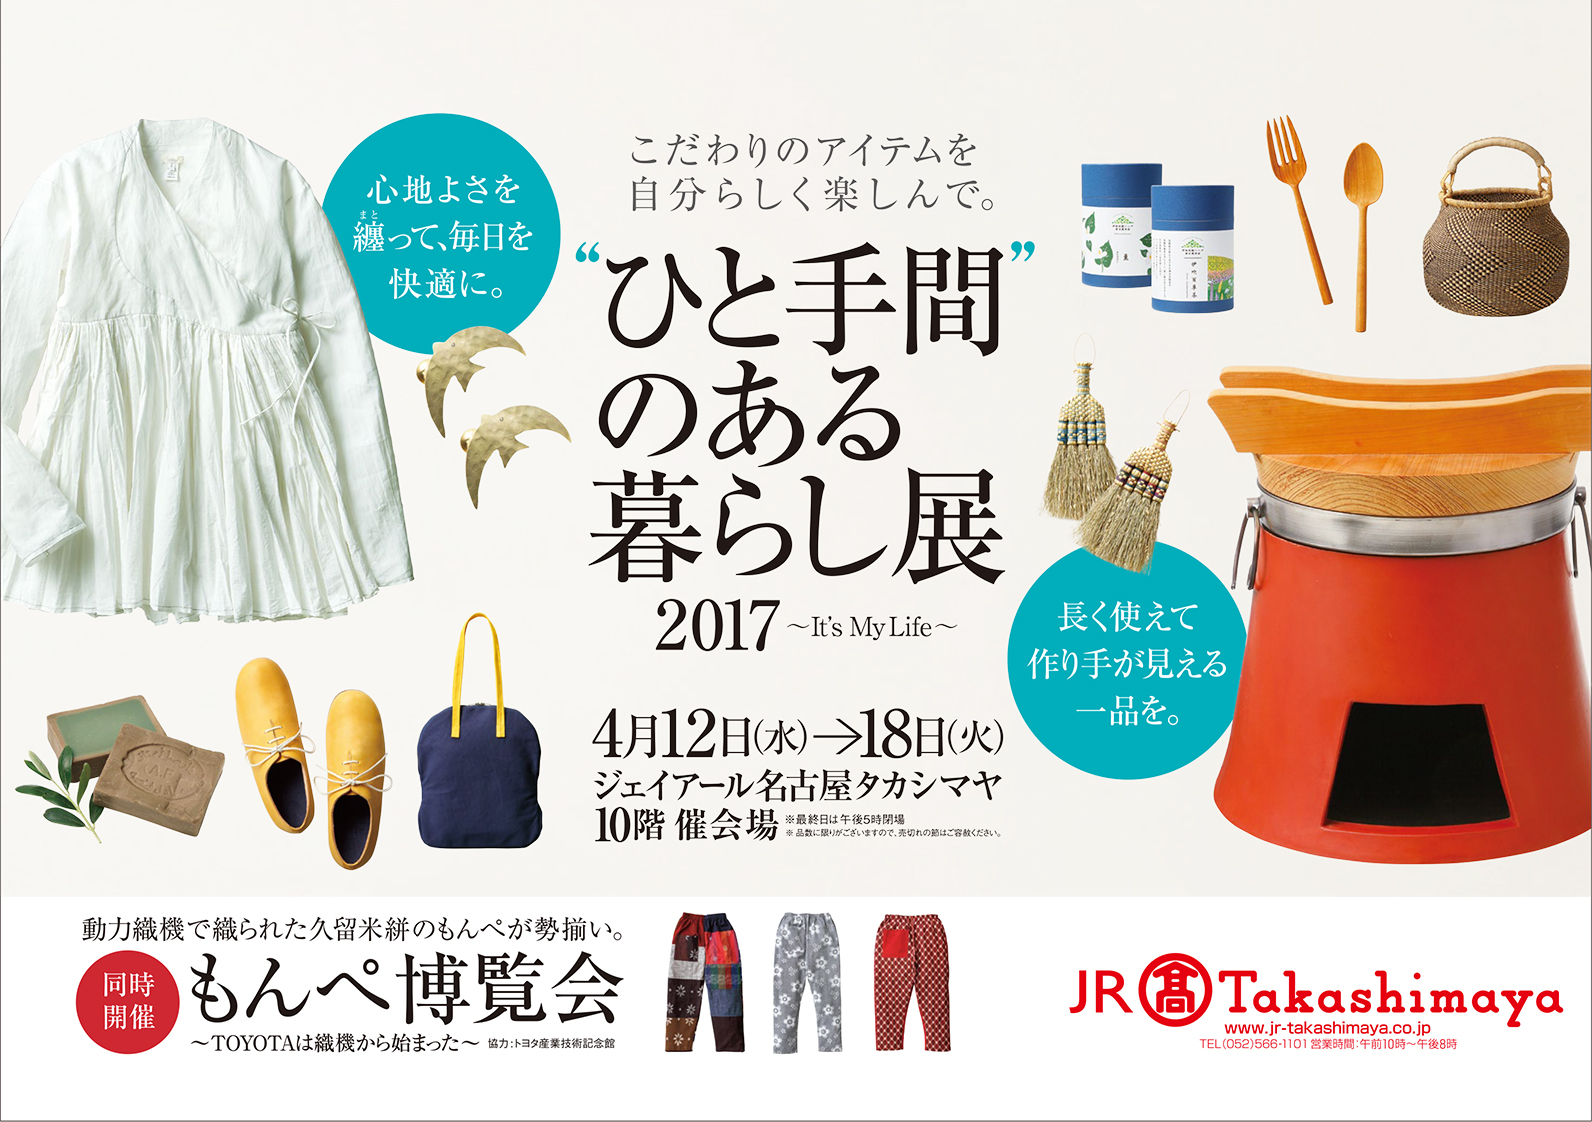 こだわりのアイテムを
自分らしく楽しんで。
“ひと手間”
のある
暮らし展
2017 ～It's My Life～
4月12日(水)→18日(火)
ジェイアール名古屋タカシマヤ
10階 催会場
※最終日は午後5時閉場
※ 品数に限りがございますので、売切れの節はご容赦ください。
心地よさを
纏って、毎日を
まと
快適に。
長く使えて
作り手が見える
一品を。
伊吹百草茶
動力織機で織られた久留米絣のもんぺが勢揃い。
同時
開催
もんぺ博覧会
～TOYOTAは織機から始まった～ 協力:トヨタ産業技術記念館
JR 髙 Takashimaya
www.jr-takashimaya.co.jp
TEL(052)566-1101 営業時間:午前10時～午後8時